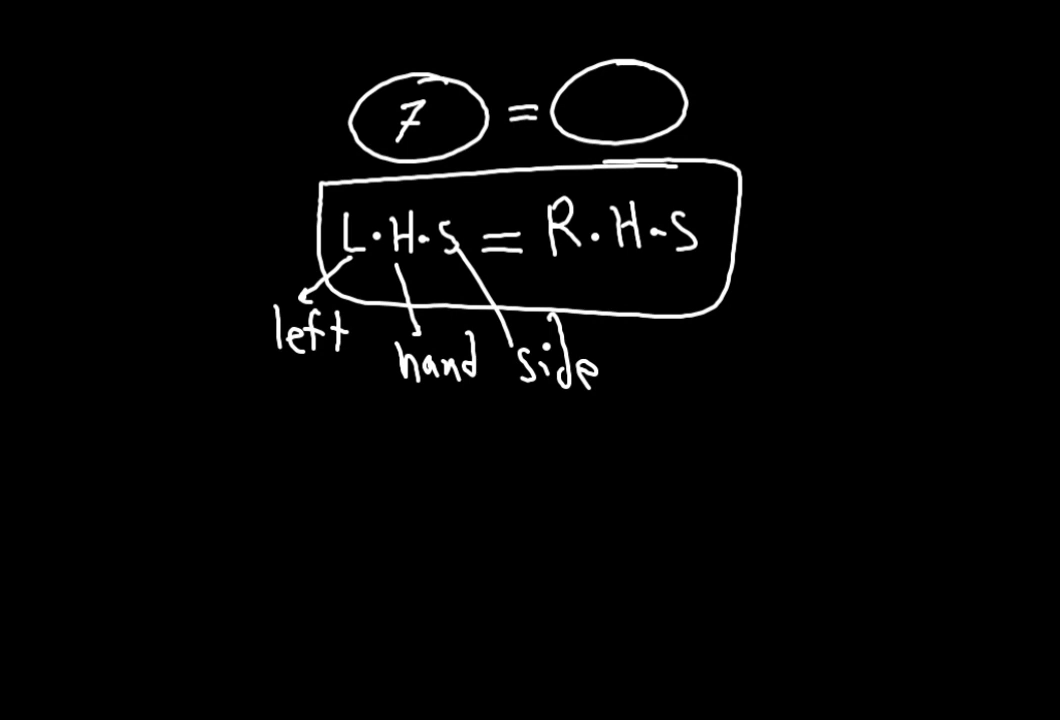 7 =
L.H.S = R.H.S
left hand side